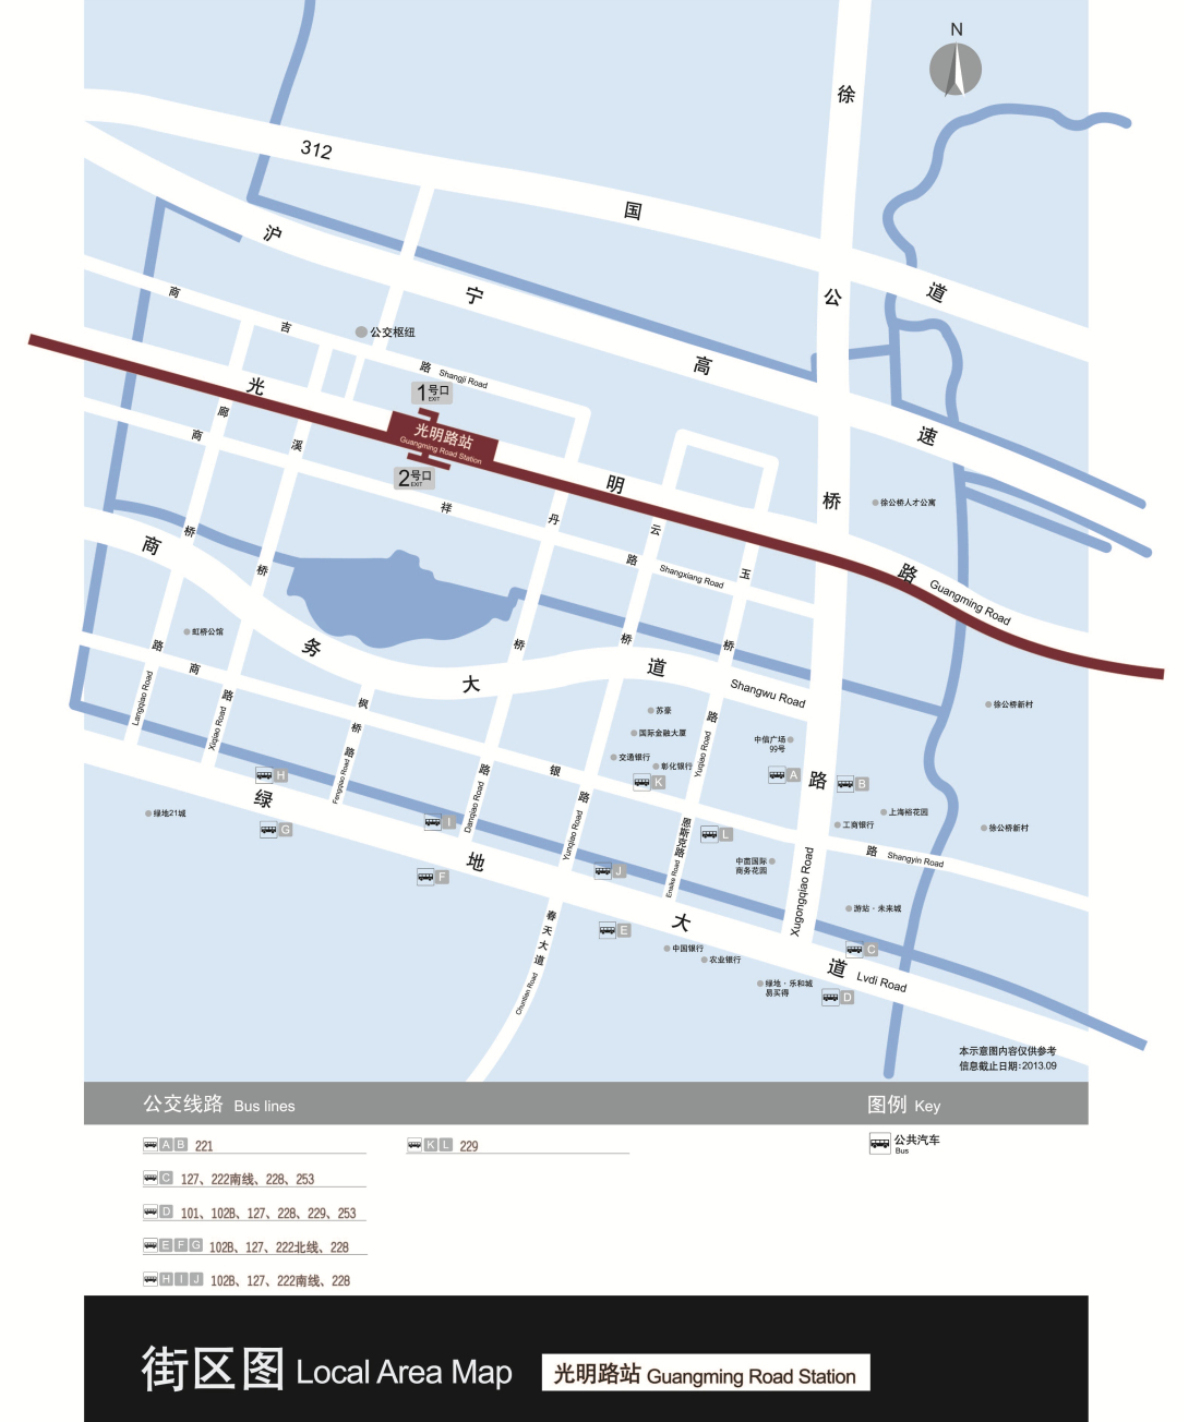 N
徐公桥路
Xugongqiao Road
312国道
沪宁高速
商吉路 Shangji Road
公交枢纽
1号口
EXIT
光明路站
Guangming Road Station
2号口
EXIT
光明路 Guangming Road
商祥路 Shangxiang Road
廊桥路
Langqiao Road
溪桥路
Xiqiao Road
丹桥路
Danqiao Road
云桥路
Yunqiao Road
玉桥路
Yuqiao Road
徐公桥人才公寓
商务大道 Shangwu Road
虹桥公馆
商银路 Shangyin Road
枫桥路
Fengqiao Road
恩斯克路
Ensike Road
苏豪
国际金融大厦
交通银行
彰化银行
K
中信广场
99号
A
B
徐公桥新村
上海裕花园
工商银行
徐公桥新村
L
中茵国际
商务花园
游站·未来城
H
G
绿地21城
I
F
J
E
C
D
绿地大道 Lvdi Road
春天大道
Chuntian Road
中国银行
农业银行
绿地·乐和城
易买得
本示意图内容仅供参考
信息截止日期:2013.09
公交线路 Bus lines
图例 Key
A B 221
K L 229
公共汽车
Bus
C 127、222南线、228、253
D 101、102B、127、228、229、253
E F G 102B、127、222北线、228
H I J 102B、127、222南线、228
街区图 Local Area Map
光明路站 Guangming Road Station